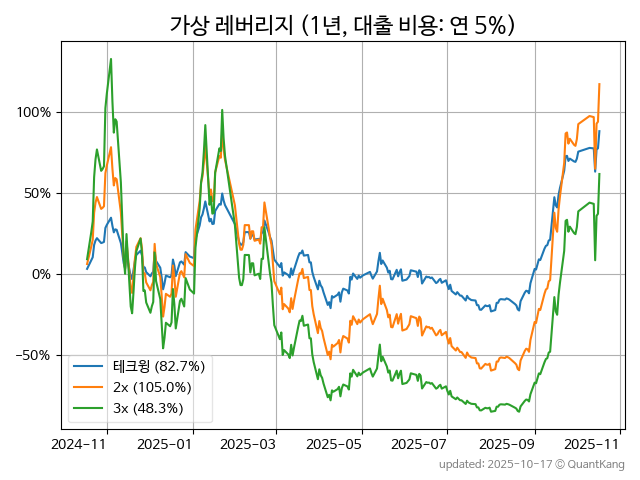 가상 레버리지 (1년, 대출 비용: 연 5%)
100%
50%
0%
−50%
테크윙 (82.7%)
2x (105.0%)
3x (48.3%)
2024-11 2025-01 2025-03 2025-05 2025-07 2025-09 2025-11
updated: 2025-10-17 © QuantKang